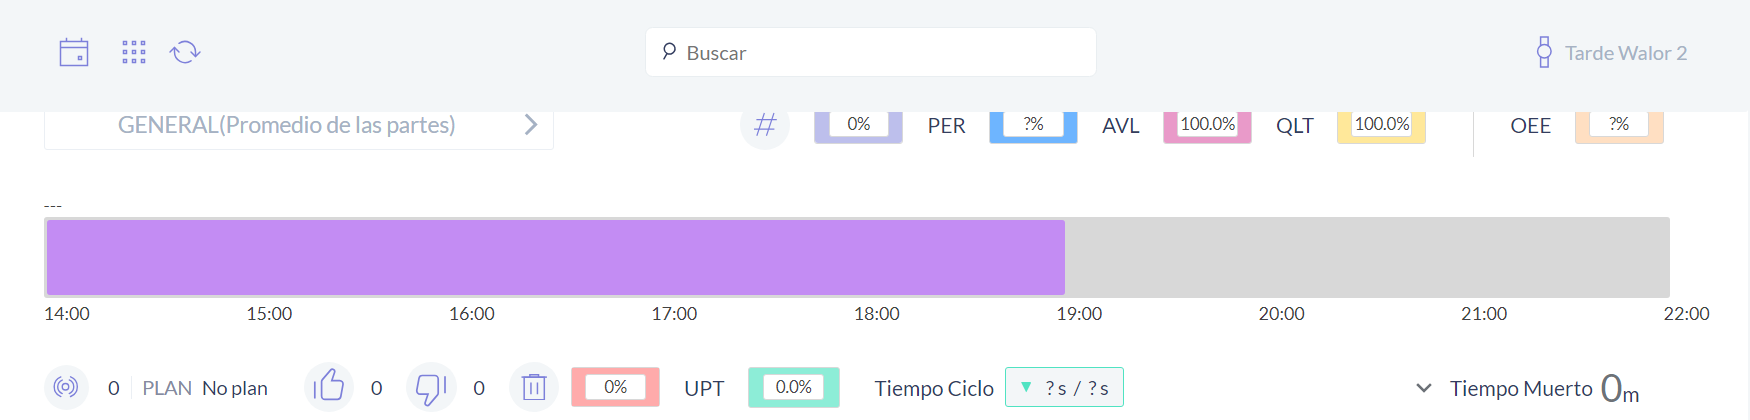 Buscar
Tarde Walor 2
GENERAL(Promedio de las partes)
# 0% PER ?% AVL 100.0% QLT 100.0% OEE ?%
---
14:00 15:00 16:00 17:00 18:00 19:00 20:00 21:00 22:00
0 PLAN No plan 0 0 0% UPT 0.0% Tiempo Ciclo ▼ ? s / ? s Tiempo Muerto 0m